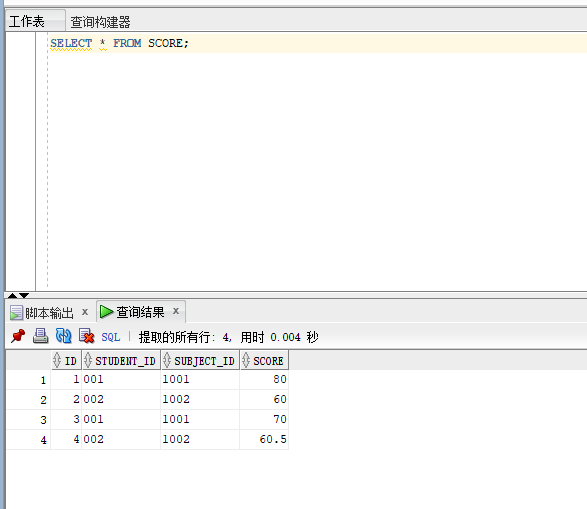 工作表 查询构建器
SELECT * FROM SCORE;
脚本输出 x 查询结果 x
SQL | 提取的所有行: 4, 用时 0.004 秒
ID STUDENT_ID SUBJECT_ID SCORE
1 1 001 1001 80
2 2 002 1002 60
3 3 001 1001 70
4 4 002 1002 60.5